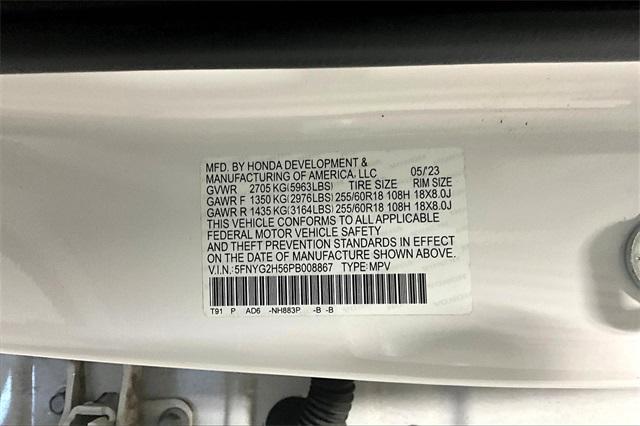 MFD. BY HONDA DEVELOPMENT &
MANUFACTURING OF AMERICA, LLC 05/'23
GVWR 2705 KG(5963LBS) TIRE SIZE RIM SIZE
GAWR F 1350 KG(2976LBS) 255/60R18 108H 18X8.0J
GAWR R 1435 KG(3164LBS) 255/60R18 108H 18X8.0J
THIS VEHICLE CONFORMS TO ALL APPLICABLE
FEDERAL MOTOR VEHICLE SAFETY
AND THEFT PREVENTION STANDARDS IN EFFECT
ON THE DATE OF MANUFACTURE SHOWN ABOVE.
V.I.N.: 5FNYG2H56PB008867 TYPE: MPV
T91 P AD6 -NH883P -B -B